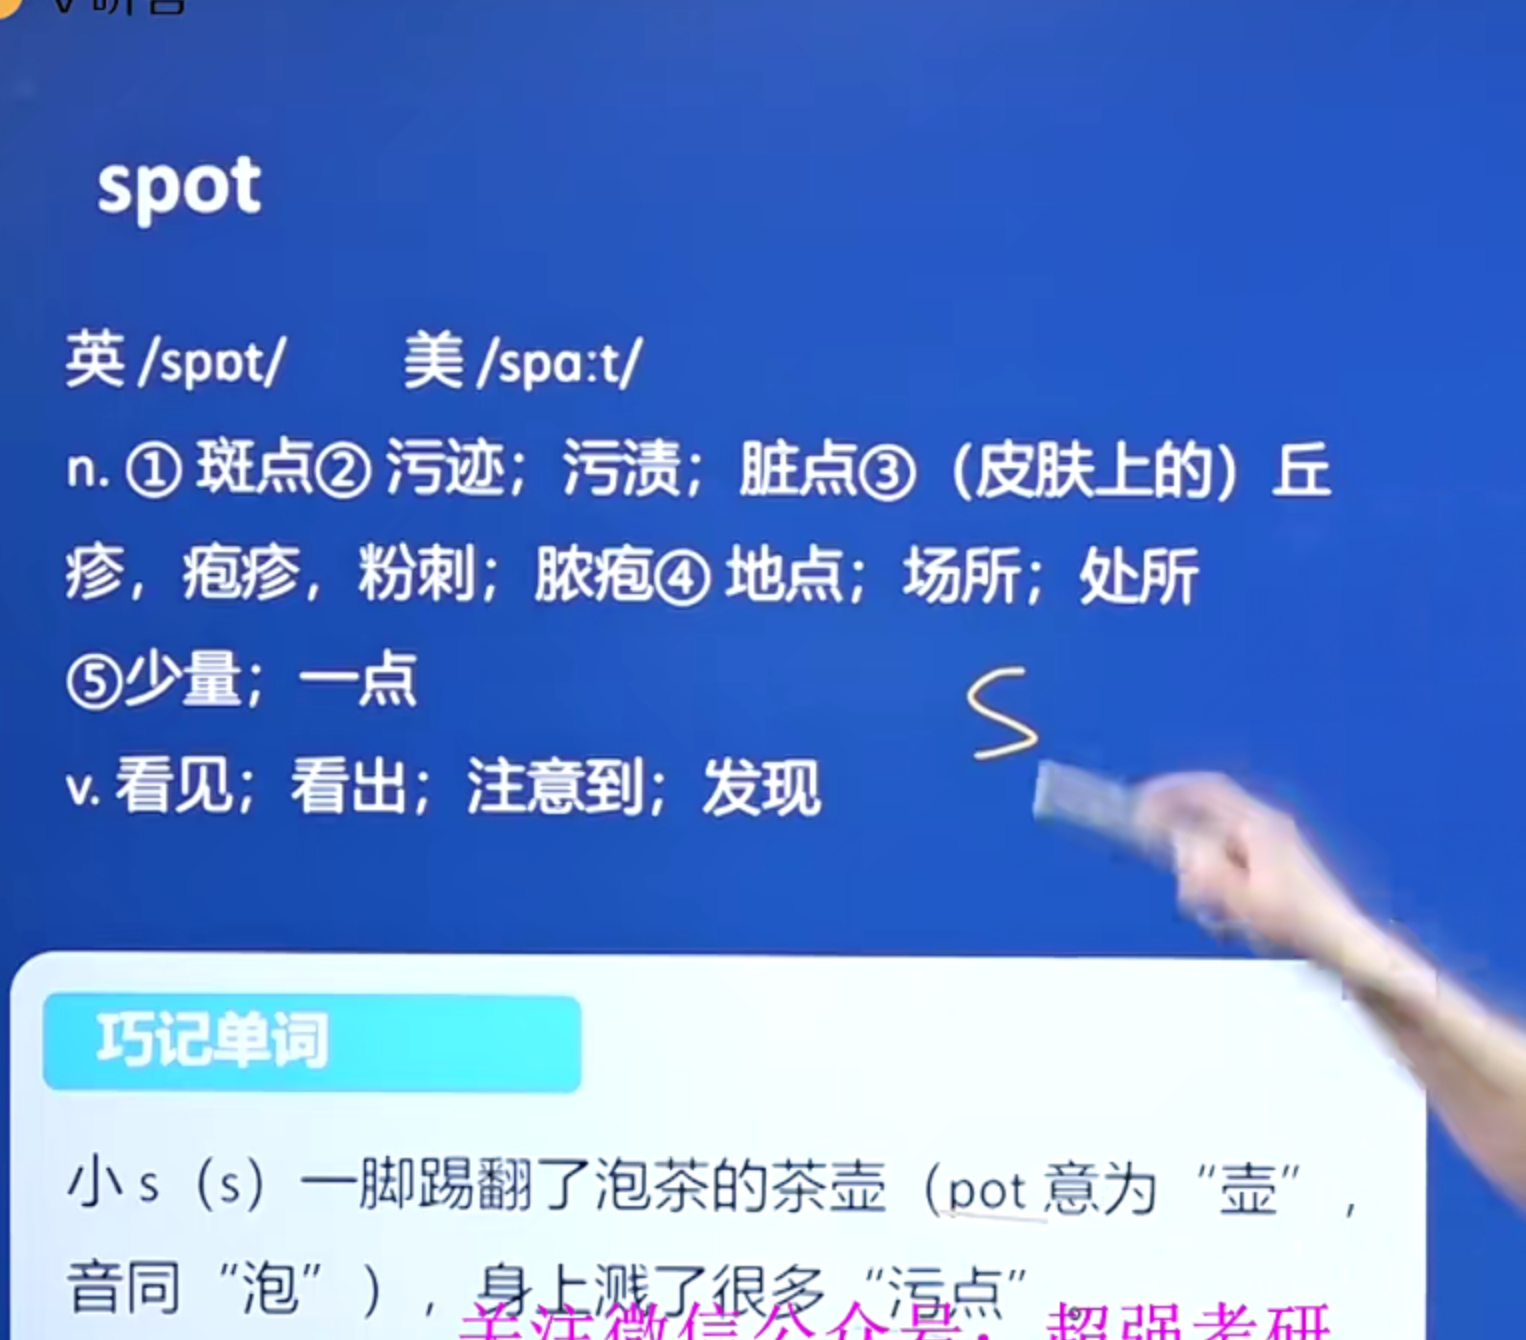 spot
英 /spɒt/ 美 /spɑːt/
n. ① 斑点② 污迹；污渍；脏点③（皮肤上的）丘
疹，疱疹，粉刺；脓疱④ 地点；场所；处所
⑤少量；一点
v. 看见；看出；注意到；发现
S
巧记单词
小 s（s）一脚踢翻了泡茶的茶壶（pot 意为“壶”，
音同“泡”），身上溅了很多“污点”。
关注微信公众号：超强考研